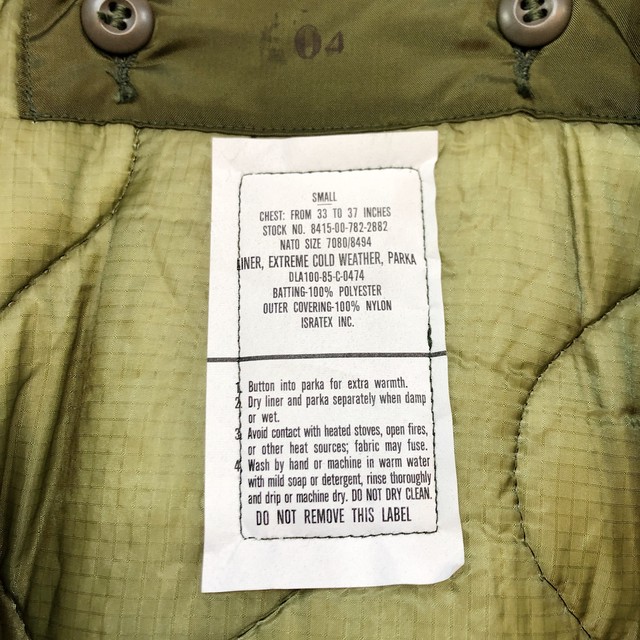 04
SMALL
CHEST: FROM 33 TO 37 INCHES
STOCK NO. 8415-00-782-2882
NATO SIZE 7080/8494
LINER, EXTREME COLD WEATHER, PARKA
DLA100-85-C-0474
BATTING-100% POLYESTER
OUTER COVERING-100% NYLON
ISRATEX INC.
1. Button into parka for extra warmth.
2. Dry liner and parka separately when damp
or wet.
3. Avoid contact with heated stoves, open fires,
or other heat sources; fabric may fuse.
4. Wash by hand or machine in warm water
with mild soap or detergent, rinse thoroughly
and drip or machine dry. DO NOT DRY CLEAN.
DO NOT REMOVE THIS LABEL